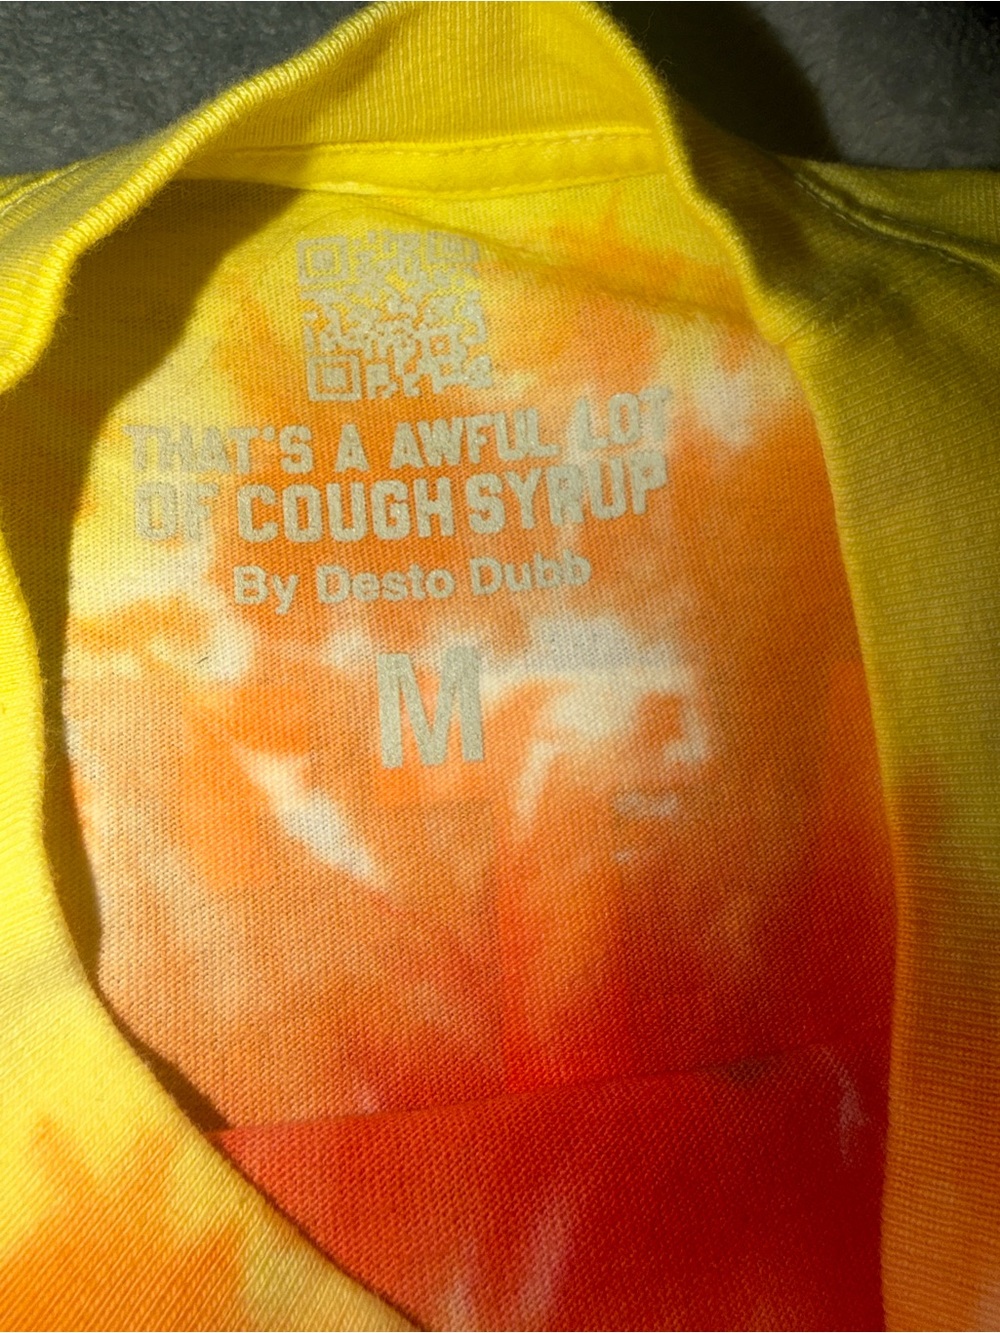 THAT'S A AWFUL LOT
OF COUGH SYRUP
By Desto Dubb
M